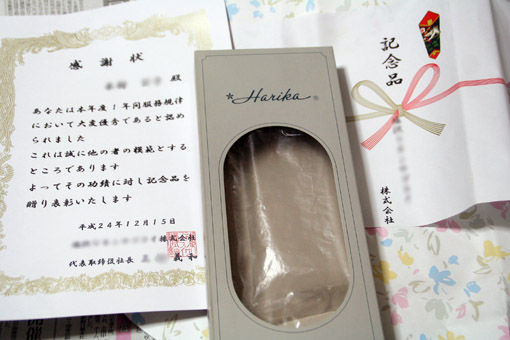 感謝状
殿
あなたは本年度１年間服務規律
において大変優秀であると認め
られました
これは誠に他の者の模範とする
ところであります
よってその功績に対し記念品を
贈り表彰いたします
平成２４年１２月１５日
株式会社
代表取締役社長
*Harika®
記念品
株式会社